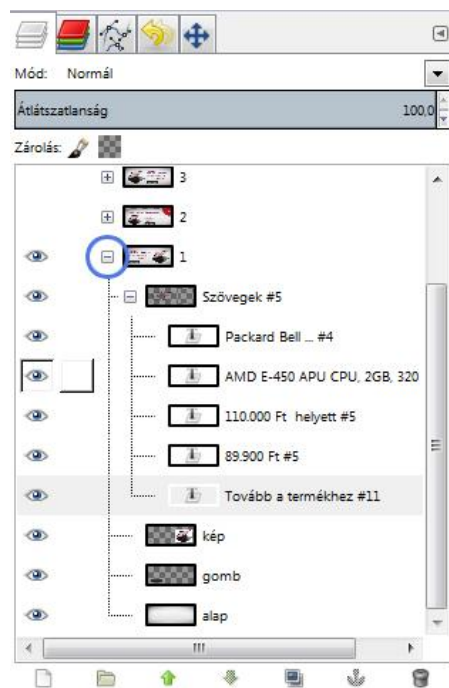 Mód: Normál
Átlátszatlanság 100,0
Zárolás:
3
2
1
Szövegek #5
Packard Bell ... #4
AMD E-450 APU CPU, 2GB, 320
110.000 Ft helyett #5
89.900 Ft #5
Tovább a termékhez #11
kép
gomb
alap